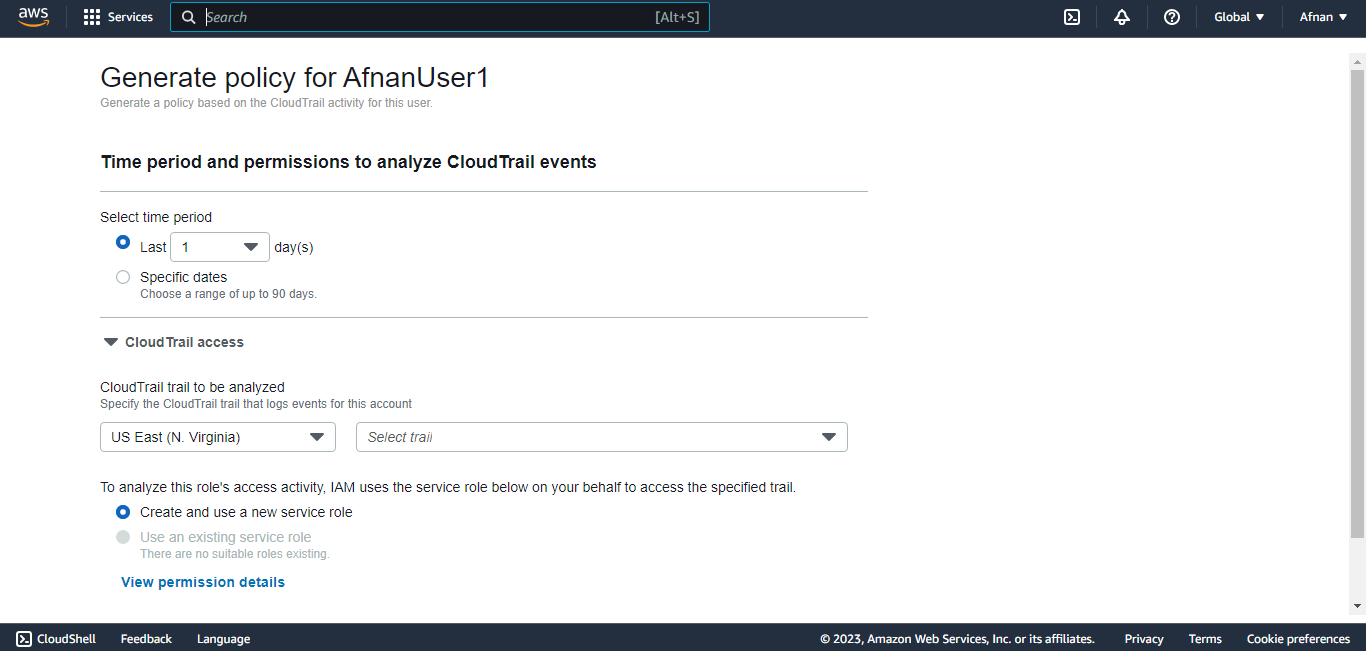 aws
Services
Search
[Alt+S]
Global
Afnan
Generate policy for AfnanUser1
Generate a policy based on the CloudTrail activity for this user.
Time period and permissions to analyze CloudTrail events
Select time period
Last 1 day(s)
Specific dates
Choose a range of up to 90 days.
CloudTrail access
CloudTrail trail to be analyzed
Specify the CloudTrail trail that logs events for this account
US East (N. Virginia)
Select trail
To analyze this role's access activity, IAM uses the service role below on your behalf to access the specified trail.
Create and use a new service role
Use an existing service role
There are no suitable roles existing.
View permission details
CloudShell
Feedback
Language
© 2023, Amazon Web Services, Inc. or its affiliates.
Privacy
Terms
Cookie preferences